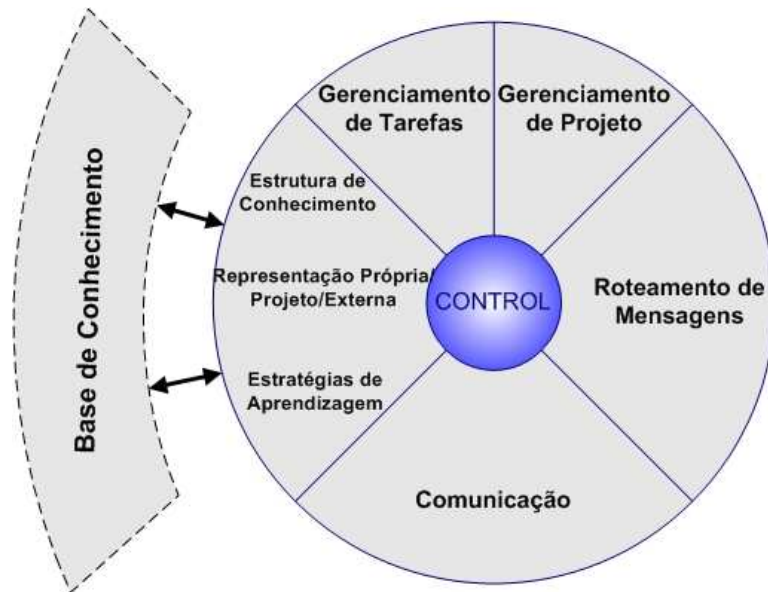 Base de Conhecimento
Gerenciamento
de Tarefas
Gerenciamento
de Projeto
Estrutura de
Conhecimento
Representação Própria/
Projeto/Externa
Estratégias de
Aprendizagem
CONTROL
Roteamento de
Mensagens
Comunicação